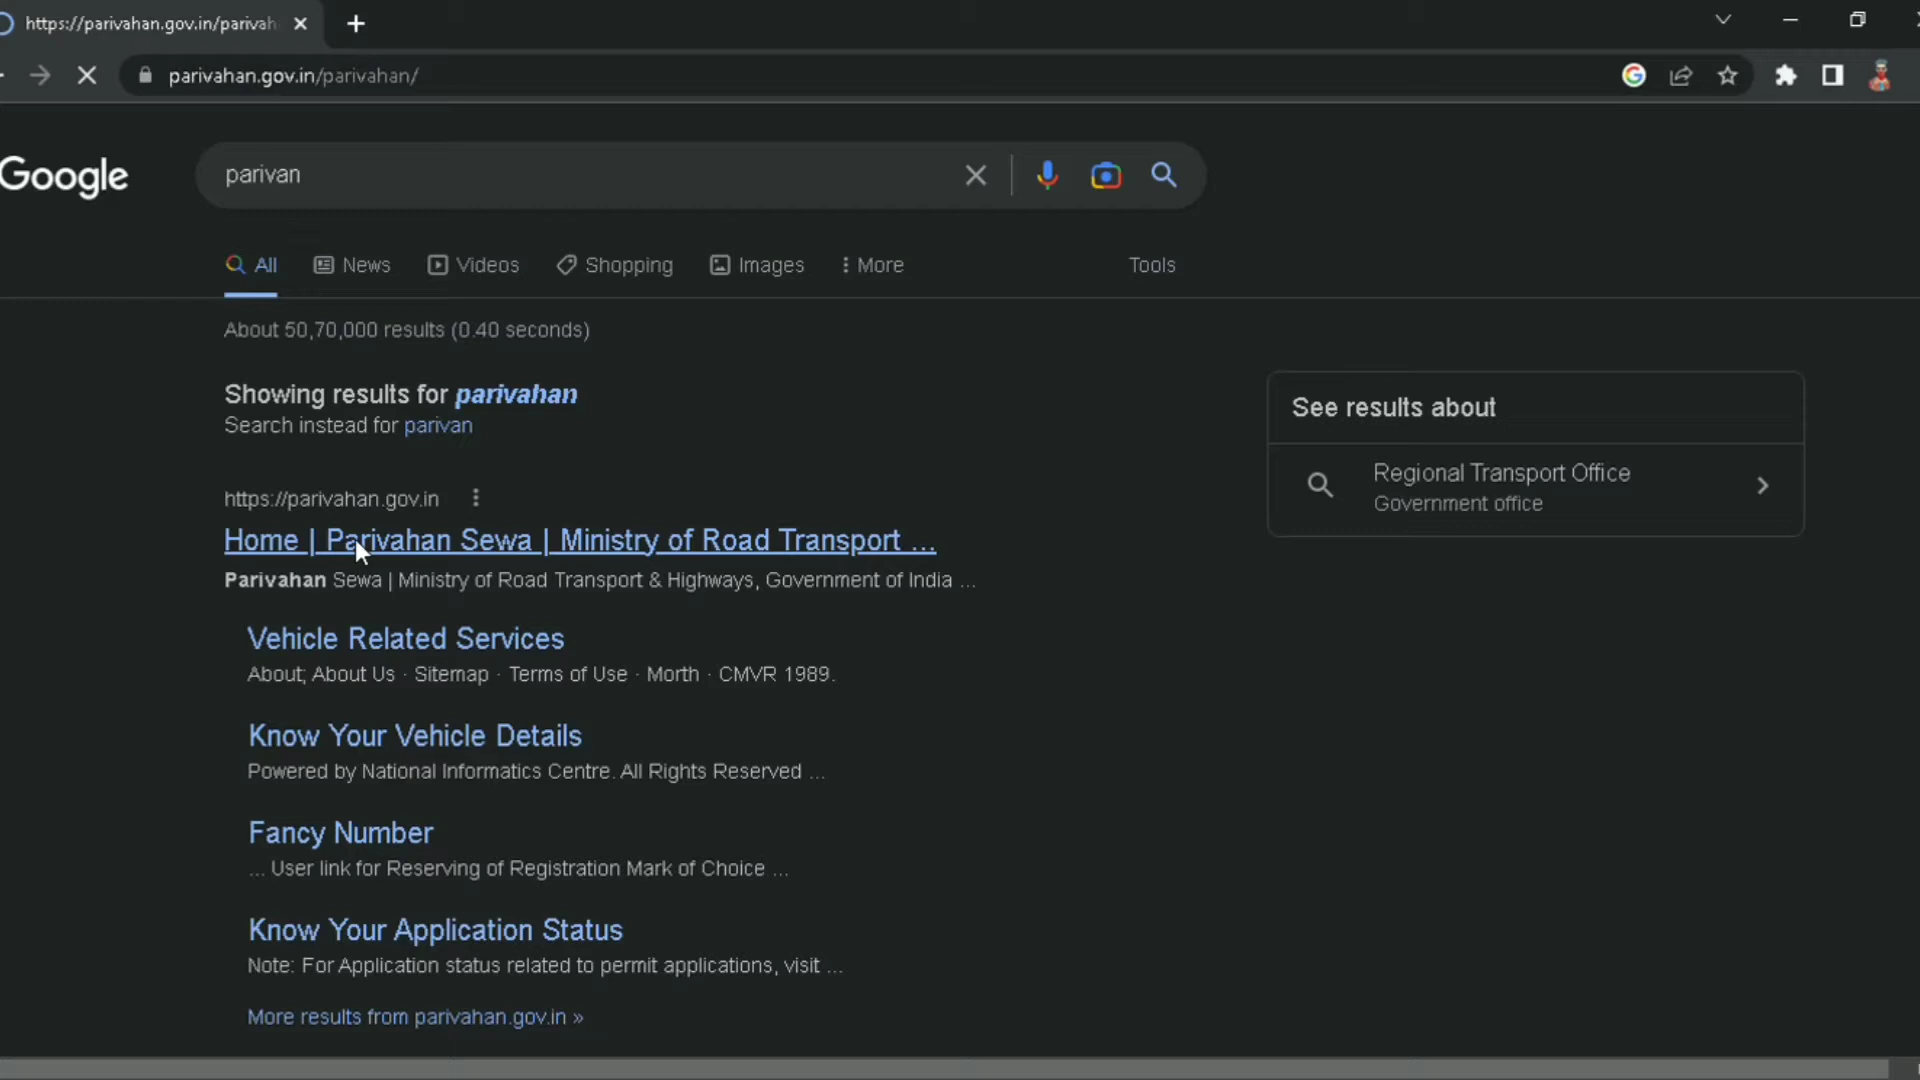 https://parivahan.gov.in/parivah
parivahan.gov.in/parivahan/
Google
parivan
All
News
Videos
Shopping
Images
More
Tools
About 50,70,000 results (0.40 seconds)
Showing results for parivahan
Search instead for parivan
See results about
Regional Transport Office
Government office
https://parivahan.gov.in
Home | Parivahan Sewa | Ministry of Road Transport ...
Parivahan Sewa | Ministry of Road Transport & Highways, Government of India ...
Vehicle Related Services
About; About Us · Sitemap · Terms of Use · Morth · CMVR 1989.
Know Your Vehicle Details
Powered by National Informatics Centre. All Rights Reserved ...
Fancy Number
... User link for Reserving of Registration Mark of Choice ...
Know Your Application Status
Note: For Application status related to permit applications, visit ...
More results from parivahan.gov.in »